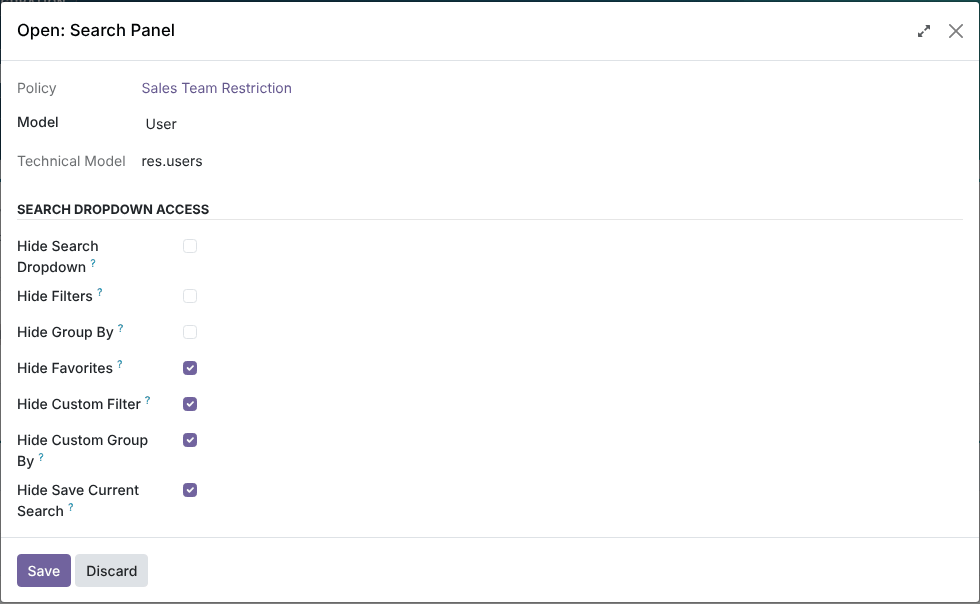 Open: Search Panel
Policy Sales Team Restriction
Model User
Technical Model res.users
SEARCH DROPDOWN ACCESS
Hide Search
Dropdown ?
Hide Filters ?
Hide Group By ?
Hide Favorites ?
Hide Custom Filter ?
Hide Custom Group
By ?
Hide Save Current
Search ?
Save Discard